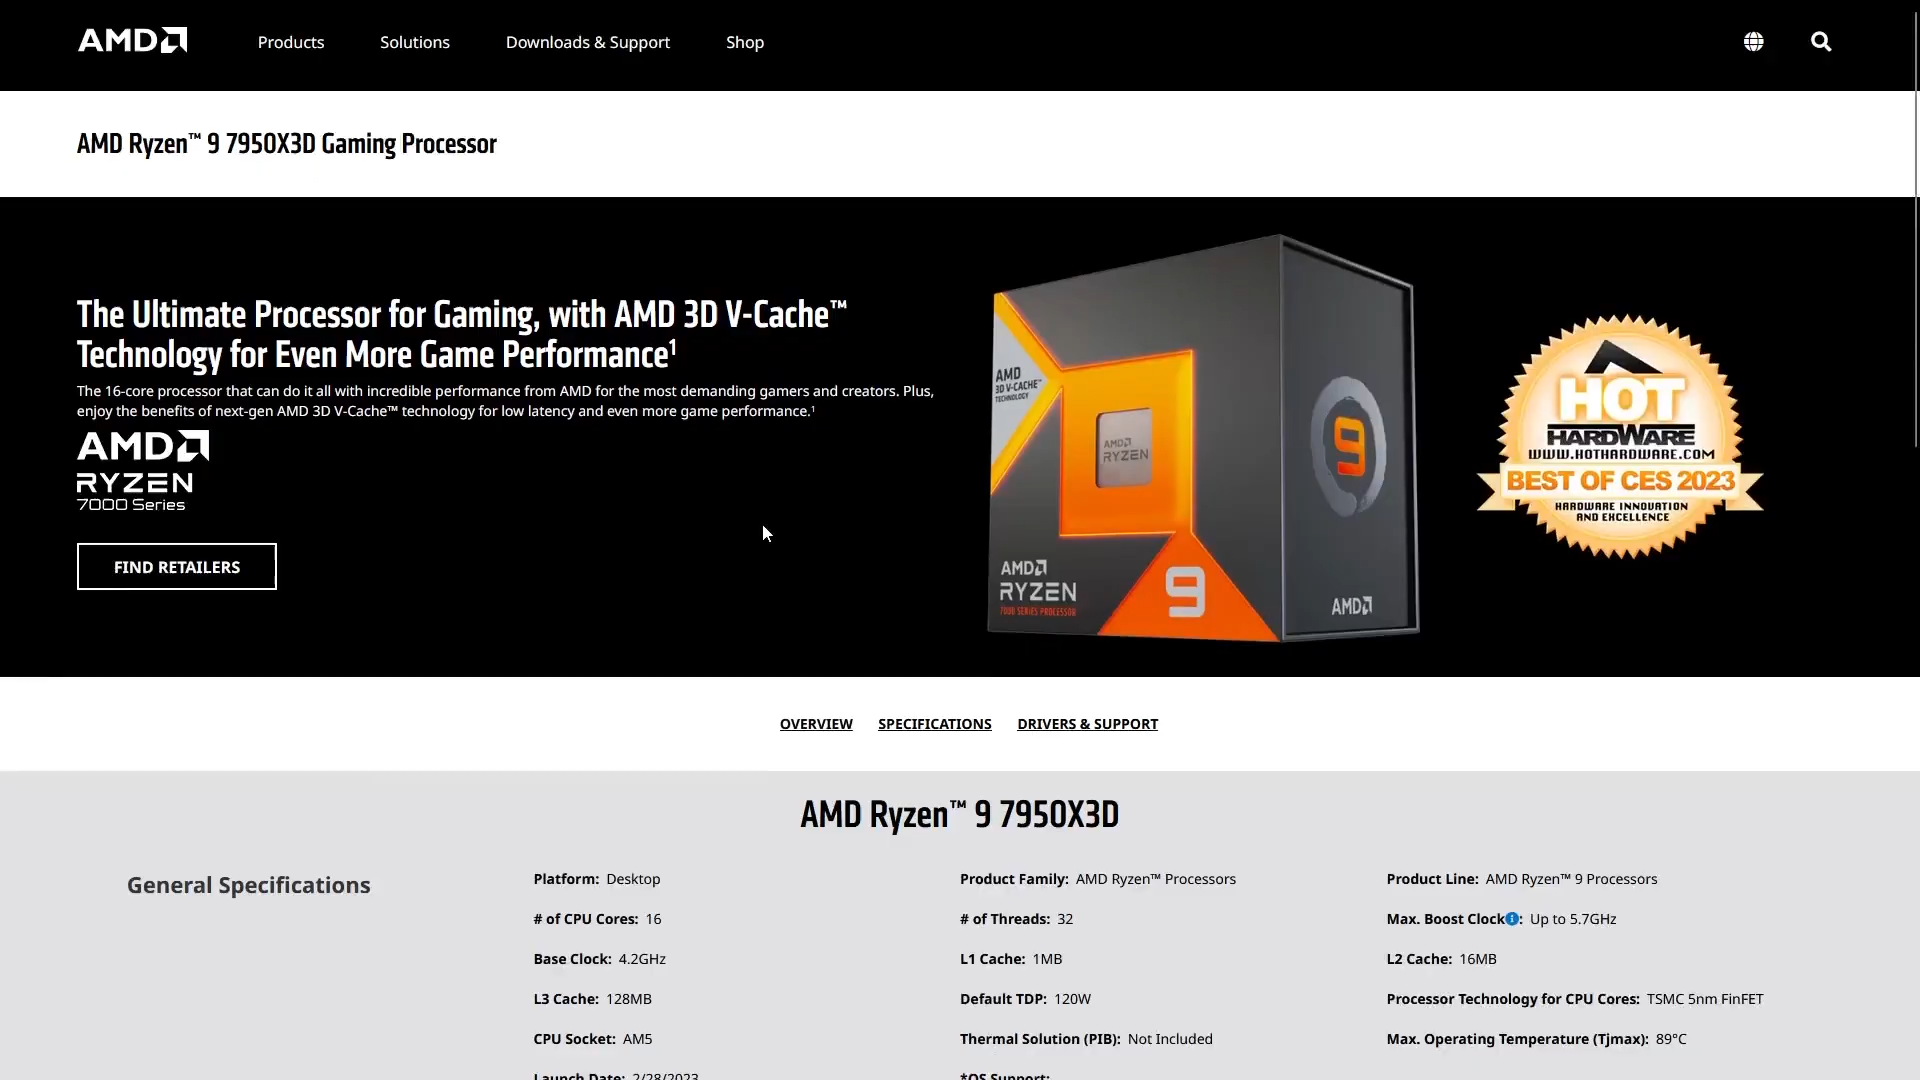 AMD
Products
Solutions
Downloads & Support
Shop
AMD Ryzen™ 9 7950X3D Gaming Processor
The Ultimate Processor for Gaming, with AMD 3D V-Cache™
Technology for Even More Game Performance¹
The 16-core processor that can do it all with incredible performance from AMD for the most demanding gamers and creators. Plus,
enjoy the benefits of next-gen AMD 3D V-Cache™ technology for low latency and even more game performance.¹
AMD
RYZEN
7000 Series
FIND RETAILERS
AMD
3D V-CACHE™
TECHNOLOGY
AMD
RYZEN
AMD
RYZEN
7000 SERIES PROCESSOR
9
9
AMD
HOT
HARDWARE
WWW.HOTHARDWARE.COM
BEST OF CES 2023
HARDWARE INNOVATION
AND EXCELLENCE
OVERVIEW
SPECIFICATIONS
DRIVERS & SUPPORT
AMD Ryzen™ 9 7950X3D
General Specifications
Platform: Desktop
Product Family: AMD Ryzen™ Processors
Product Line: AMD Ryzen™ 9 Processors
# of CPU Cores: 16
# of Threads: 32
Max. Boost Clock: Up to 5.7GHz
Base Clock: 4.2GHz
L1 Cache: 1MB
L2 Cache: 16MB
L3 Cache: 128MB
Default TDP: 120W
Processor Technology for CPU Cores: TSMC 5nm FinFET
CPU Socket: AM5
Thermal Solution (PIB): Not Included
Max. Operating Temperature (Tjmax): 89°C
Launch Date: 2/28/2023
*OS Support: